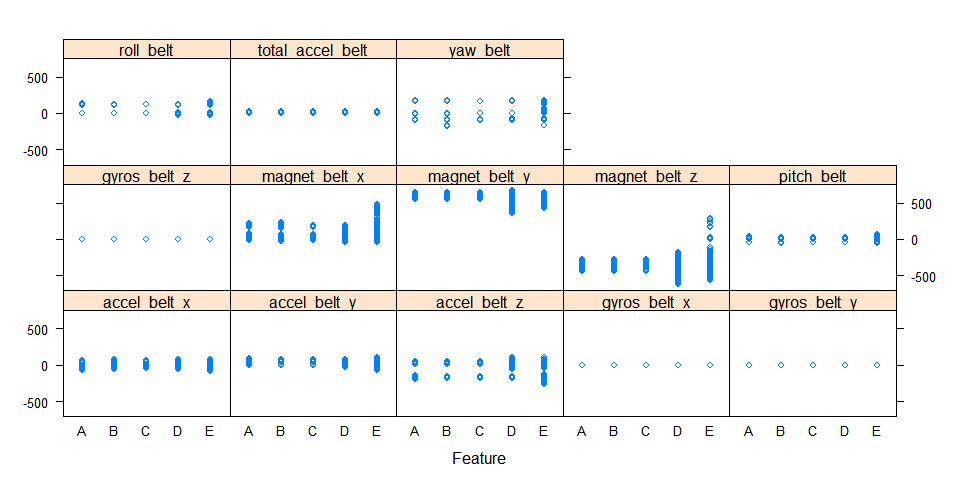 roll_belt total_accel_belt yaw_belt
500
0
-500
gyros_belt_z magnet_belt_x magnet_belt_y magnet_belt_z pitch_belt
500
0
-500
accel_belt_x accel_belt_y accel_belt_z gyros_belt_x gyros_belt_y
500
0
-500
A B C D E A B C D E A B C D E A B C D E A B C D E
Feature